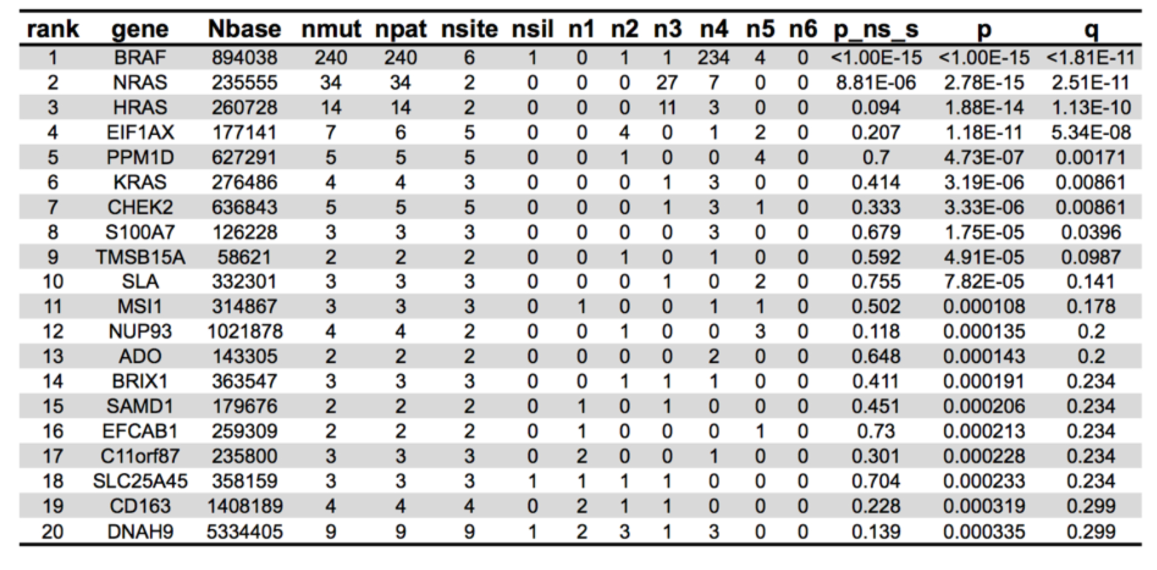 rank gene Nbase nmut npat nsite nsil n1 n2 n3 n4 n5 n6 p_ns_s p q
1 BRAF 894038 240 240 6 1 0 1 1 234 4 0 <1.00E-15 <1.00E-15 <1.81E-11
2 NRAS 235555 34 34 2 0 0 0 27 7 0 0 8.81E-06 2.78E-15 2.51E-11
3 HRAS 260728 14 14 2 0 0 0 11 3 0 0 0.094 1.88E-14 1.13E-10
4 EIF1AX 177141 7 6 5 0 0 4 0 1 2 0 0.207 1.18E-11 5.34E-08
5 PPM1D 627291 5 5 5 0 0 1 0 0 4 0 0.7 4.73E-07 0.00171
6 KRAS 276486 4 4 3 0 0 0 1 3 0 0 0.414 3.19E-06 0.00861
7 CHEK2 636843 5 5 5 0 0 0 1 3 1 0 0.333 3.33E-06 0.00861
8 S100A7 126228 3 3 3 0 0 0 0 3 0 0 0.679 1.75E-05 0.0396
9 TMSB15A 58621 2 2 2 0 0 1 0 1 0 0 0.592 4.91E-05 0.0987
10 SLA 332301 3 3 3 0 0 0 1 0 2 0 0.755 7.82E-05 0.141
11 MSI1 314867 3 3 3 0 1 0 0 1 1 0 0.502 0.000108 0.178
12 NUP93 1021878 4 4 2 0 0 1 0 0 3 0 0.118 0.000135 0.2
13 ADO 143305 2 2 2 0 0 0 0 2 0 0 0.648 0.000143 0.2
14 BRIX1 363547 3 3 3 0 0 1 1 1 0 0 0.411 0.000191 0.234
15 SAMD1 179676 2 2 2 0 1 0 1 0 0 0 0.451 0.000206 0.234
16 EFCAB1 259309 2 2 2 0 1 0 0 0 1 0 0.73 0.000213 0.234
17 C11orf87 235800 3 3 3 0 2 0 0 1 0 0 0.301 0.000228 0.234
18 SLC25A45 358159 3 3 3 1 1 1 1 0 0 0 0.704 0.000233 0.234
19 CD163 1408189 4 4 4 0 2 1 1 0 0 0 0.228 0.000319 0.299
20 DNAH9 5334405 9 9 9 1 2 3 1 3 0 0 0.139 0.000335 0.299